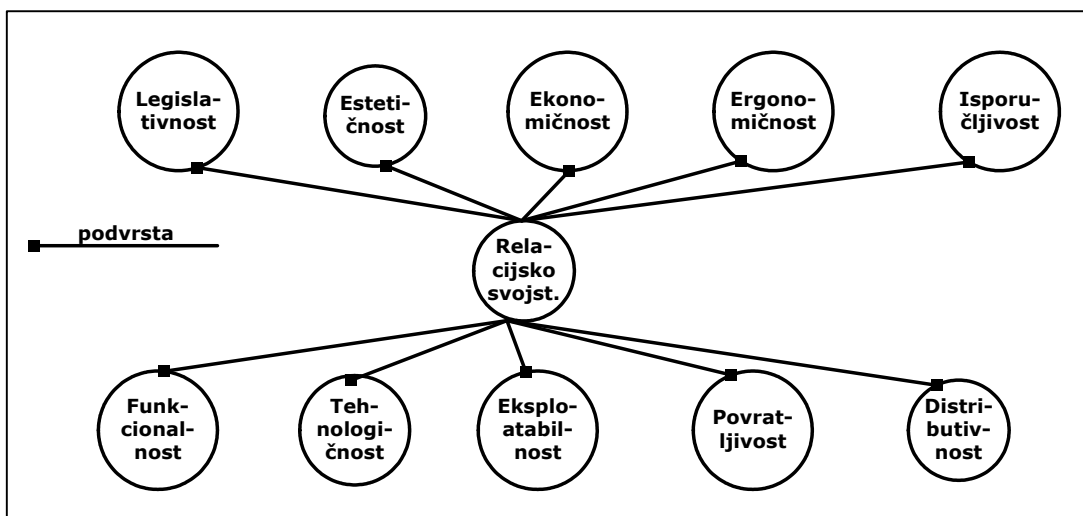 Legisla-
tivnost
Esteti-
čnost
Ekono-
mičnost
Ergono-
mičnost
Isporu-
čljivost
podvrsta
Rela-
cijsko
svojst.
Funk-
cional-
nost
Teh-
nologi-
čnost
Eksplo-
atabil-
nost
Povrat-
ljivost
Distri-
butiv-
nost